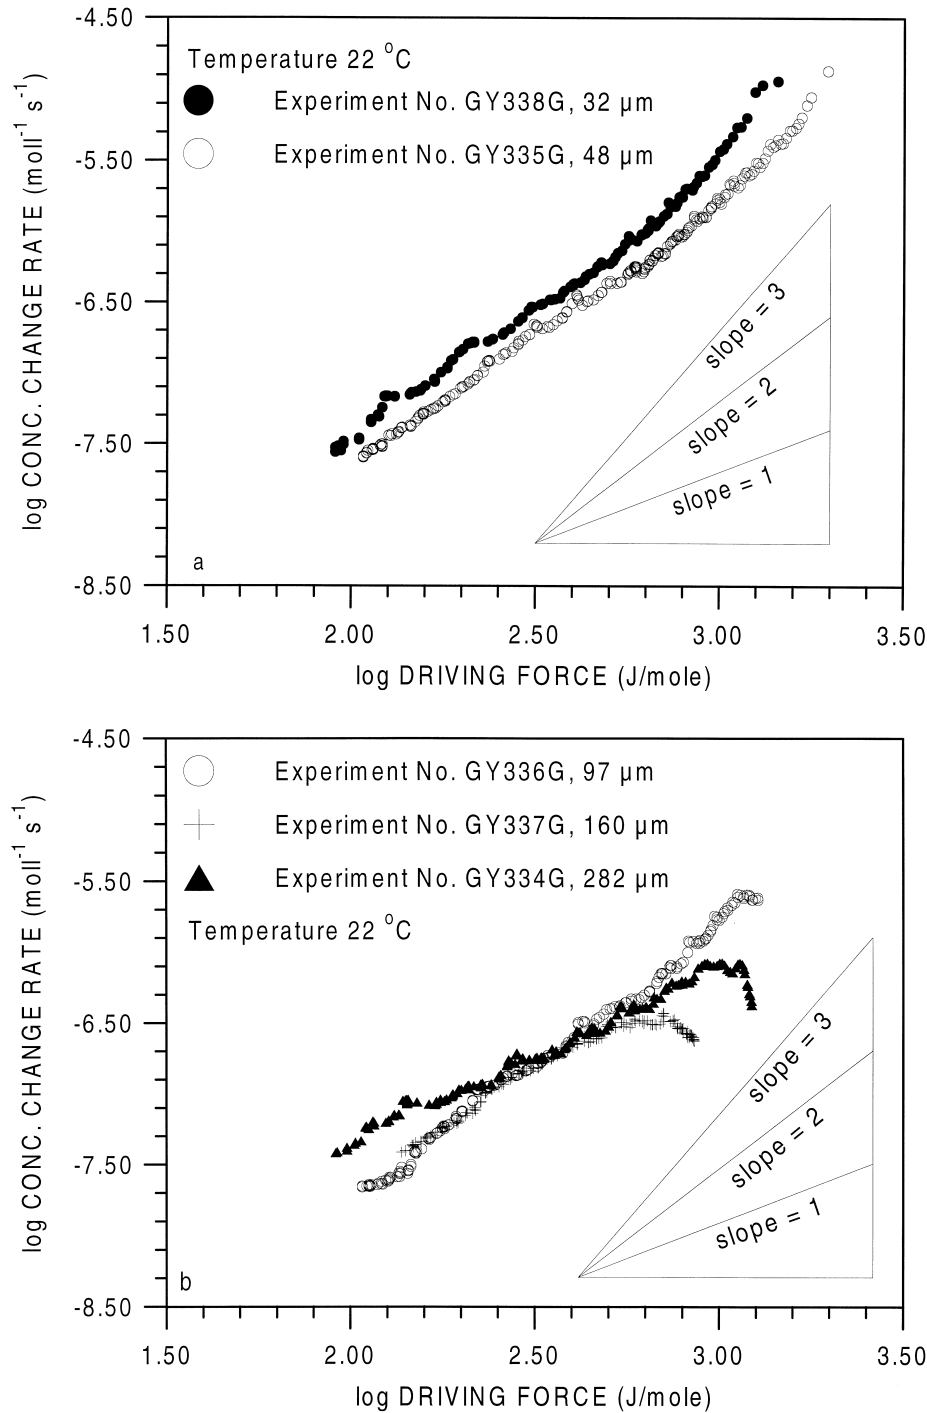 -4.50
-5.50
-6.50
-7.50
-8.50
log CONC. CHANGE RATE (moll⁻¹ s⁻¹)
Temperature 22 °C
Experiment No. GY338G, 32 µm
Experiment No. GY335G, 48 µm
slope = 3
slope = 2
slope = 1
a
1.50 2.00 2.50 3.00 3.50
log DRIVING FORCE (J/mole)
-4.50
-5.50
-6.50
-7.50
-8.50
log CONC. CHANGE RATE (moll⁻¹ s⁻¹)
Experiment No. GY336G, 97 µm
Experiment No. GY337G, 160 µm
Experiment No. GY334G, 282 µm
Temperature 22 °C
slope = 3
slope = 2
slope = 1
b
1.50 2.00 2.50 3.00 3.50
log DRIVING FORCE (J/mole)